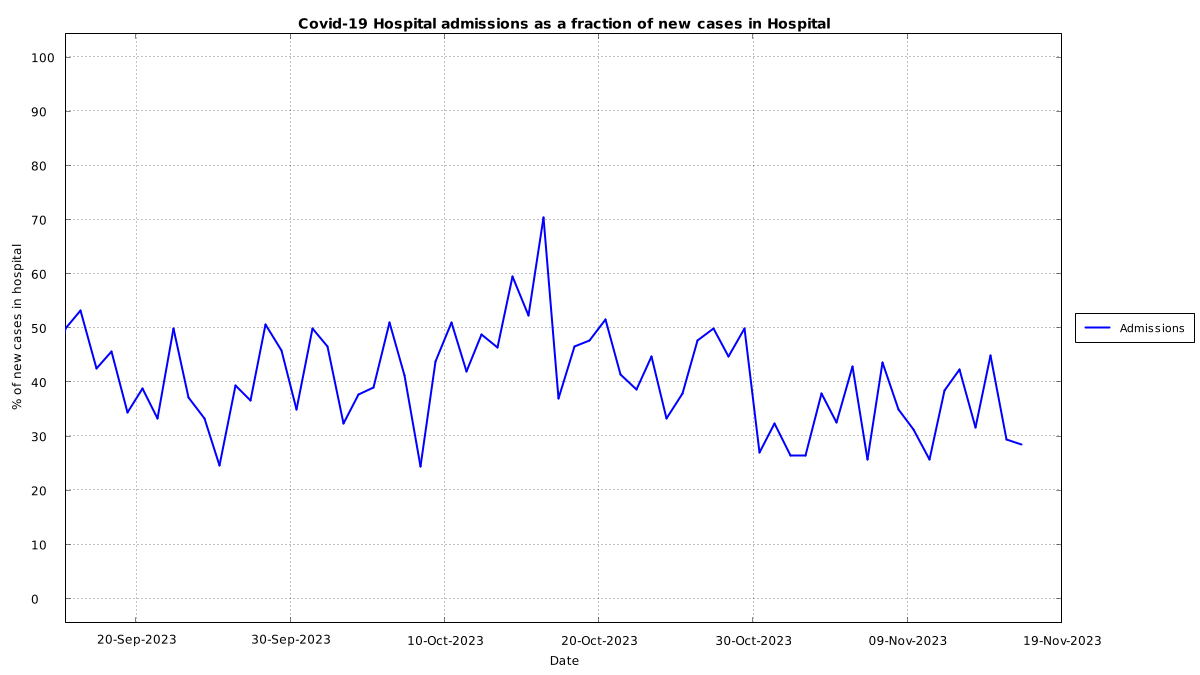 Covid-19 Hospital admissions as a fraction of new cases in Hospital
100
90
80
70
60
50
40
30
20
10
0
% of new cases in hospital
20-Sep-2023
30-Sep-2023
10-Oct-2023
20-Oct-2023
30-Oct-2023
09-Nov-2023
19-Nov-2023
Date
Admissions